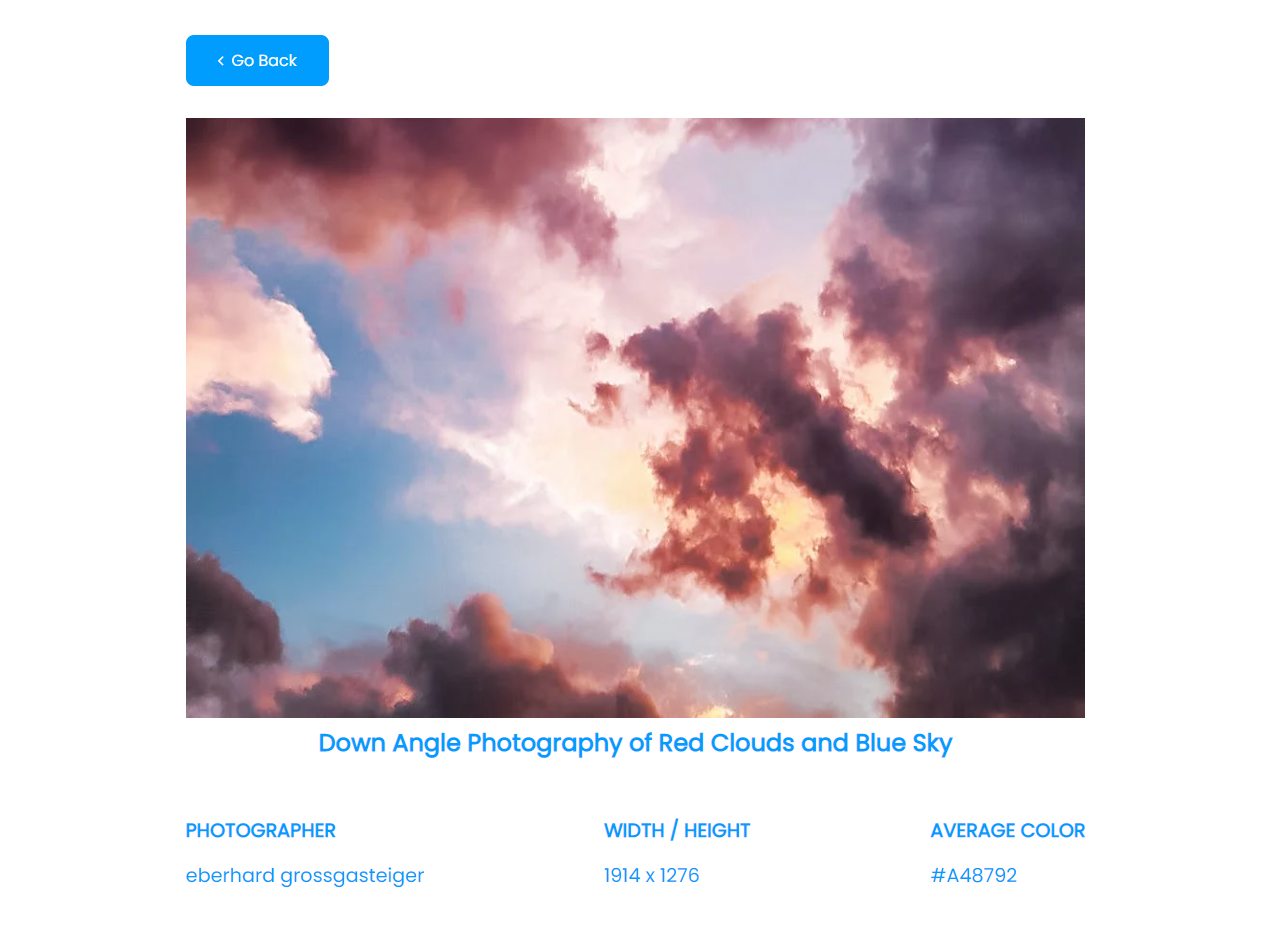 Go Back
Down Angle Photography of Red Clouds and Blue Sky
PHOTOGRAPHER
eberhard grossgasteiger
WIDTH / HEIGHT
1914 x 1276
AVERAGE COLOR
#A48792